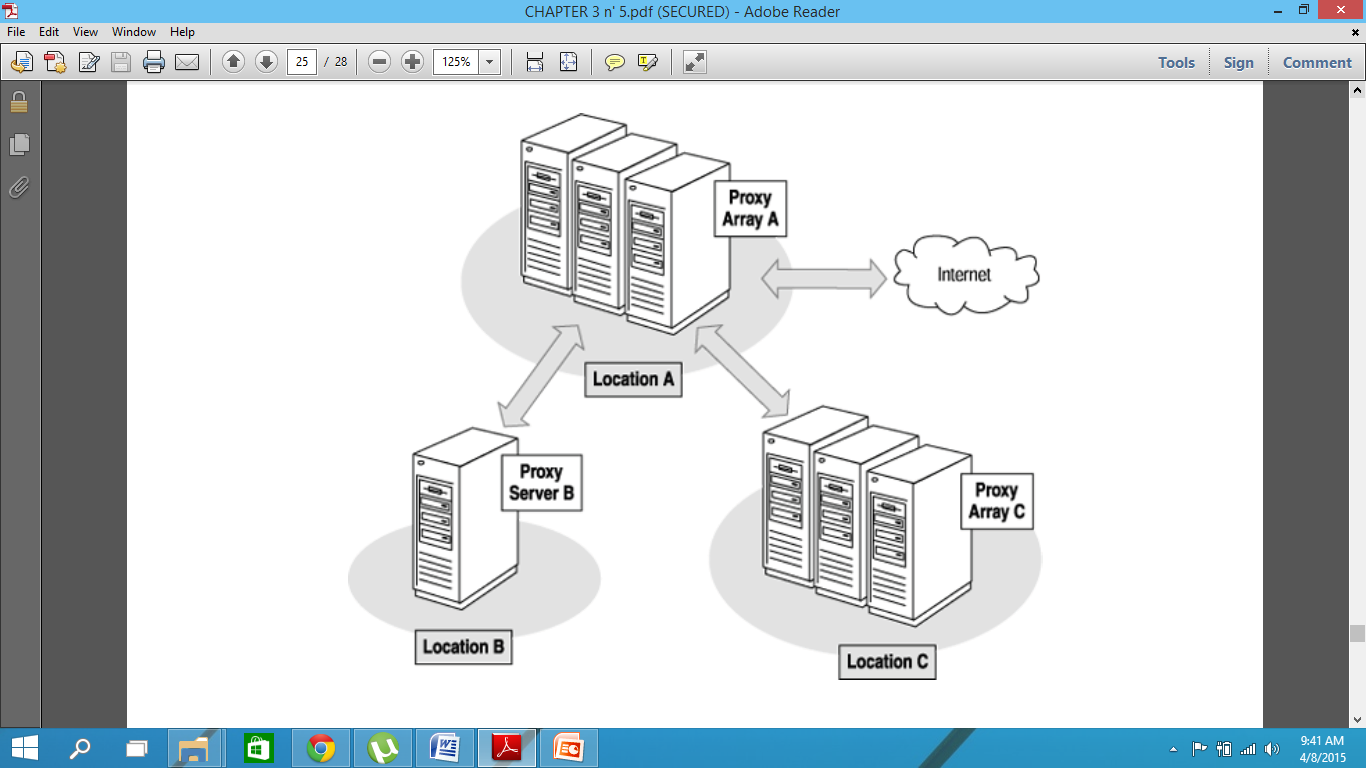 CHAPTER 3 n' 5.pdf (SECURED) - Adobe Reader
File Edit View Window Help
25 / 28 125% Tools Sign Comment
Proxy
Array A
Internet
Location A
Proxy
Server B
Proxy
Array C
Location B
Location C
9:41 AM
4/8/2015